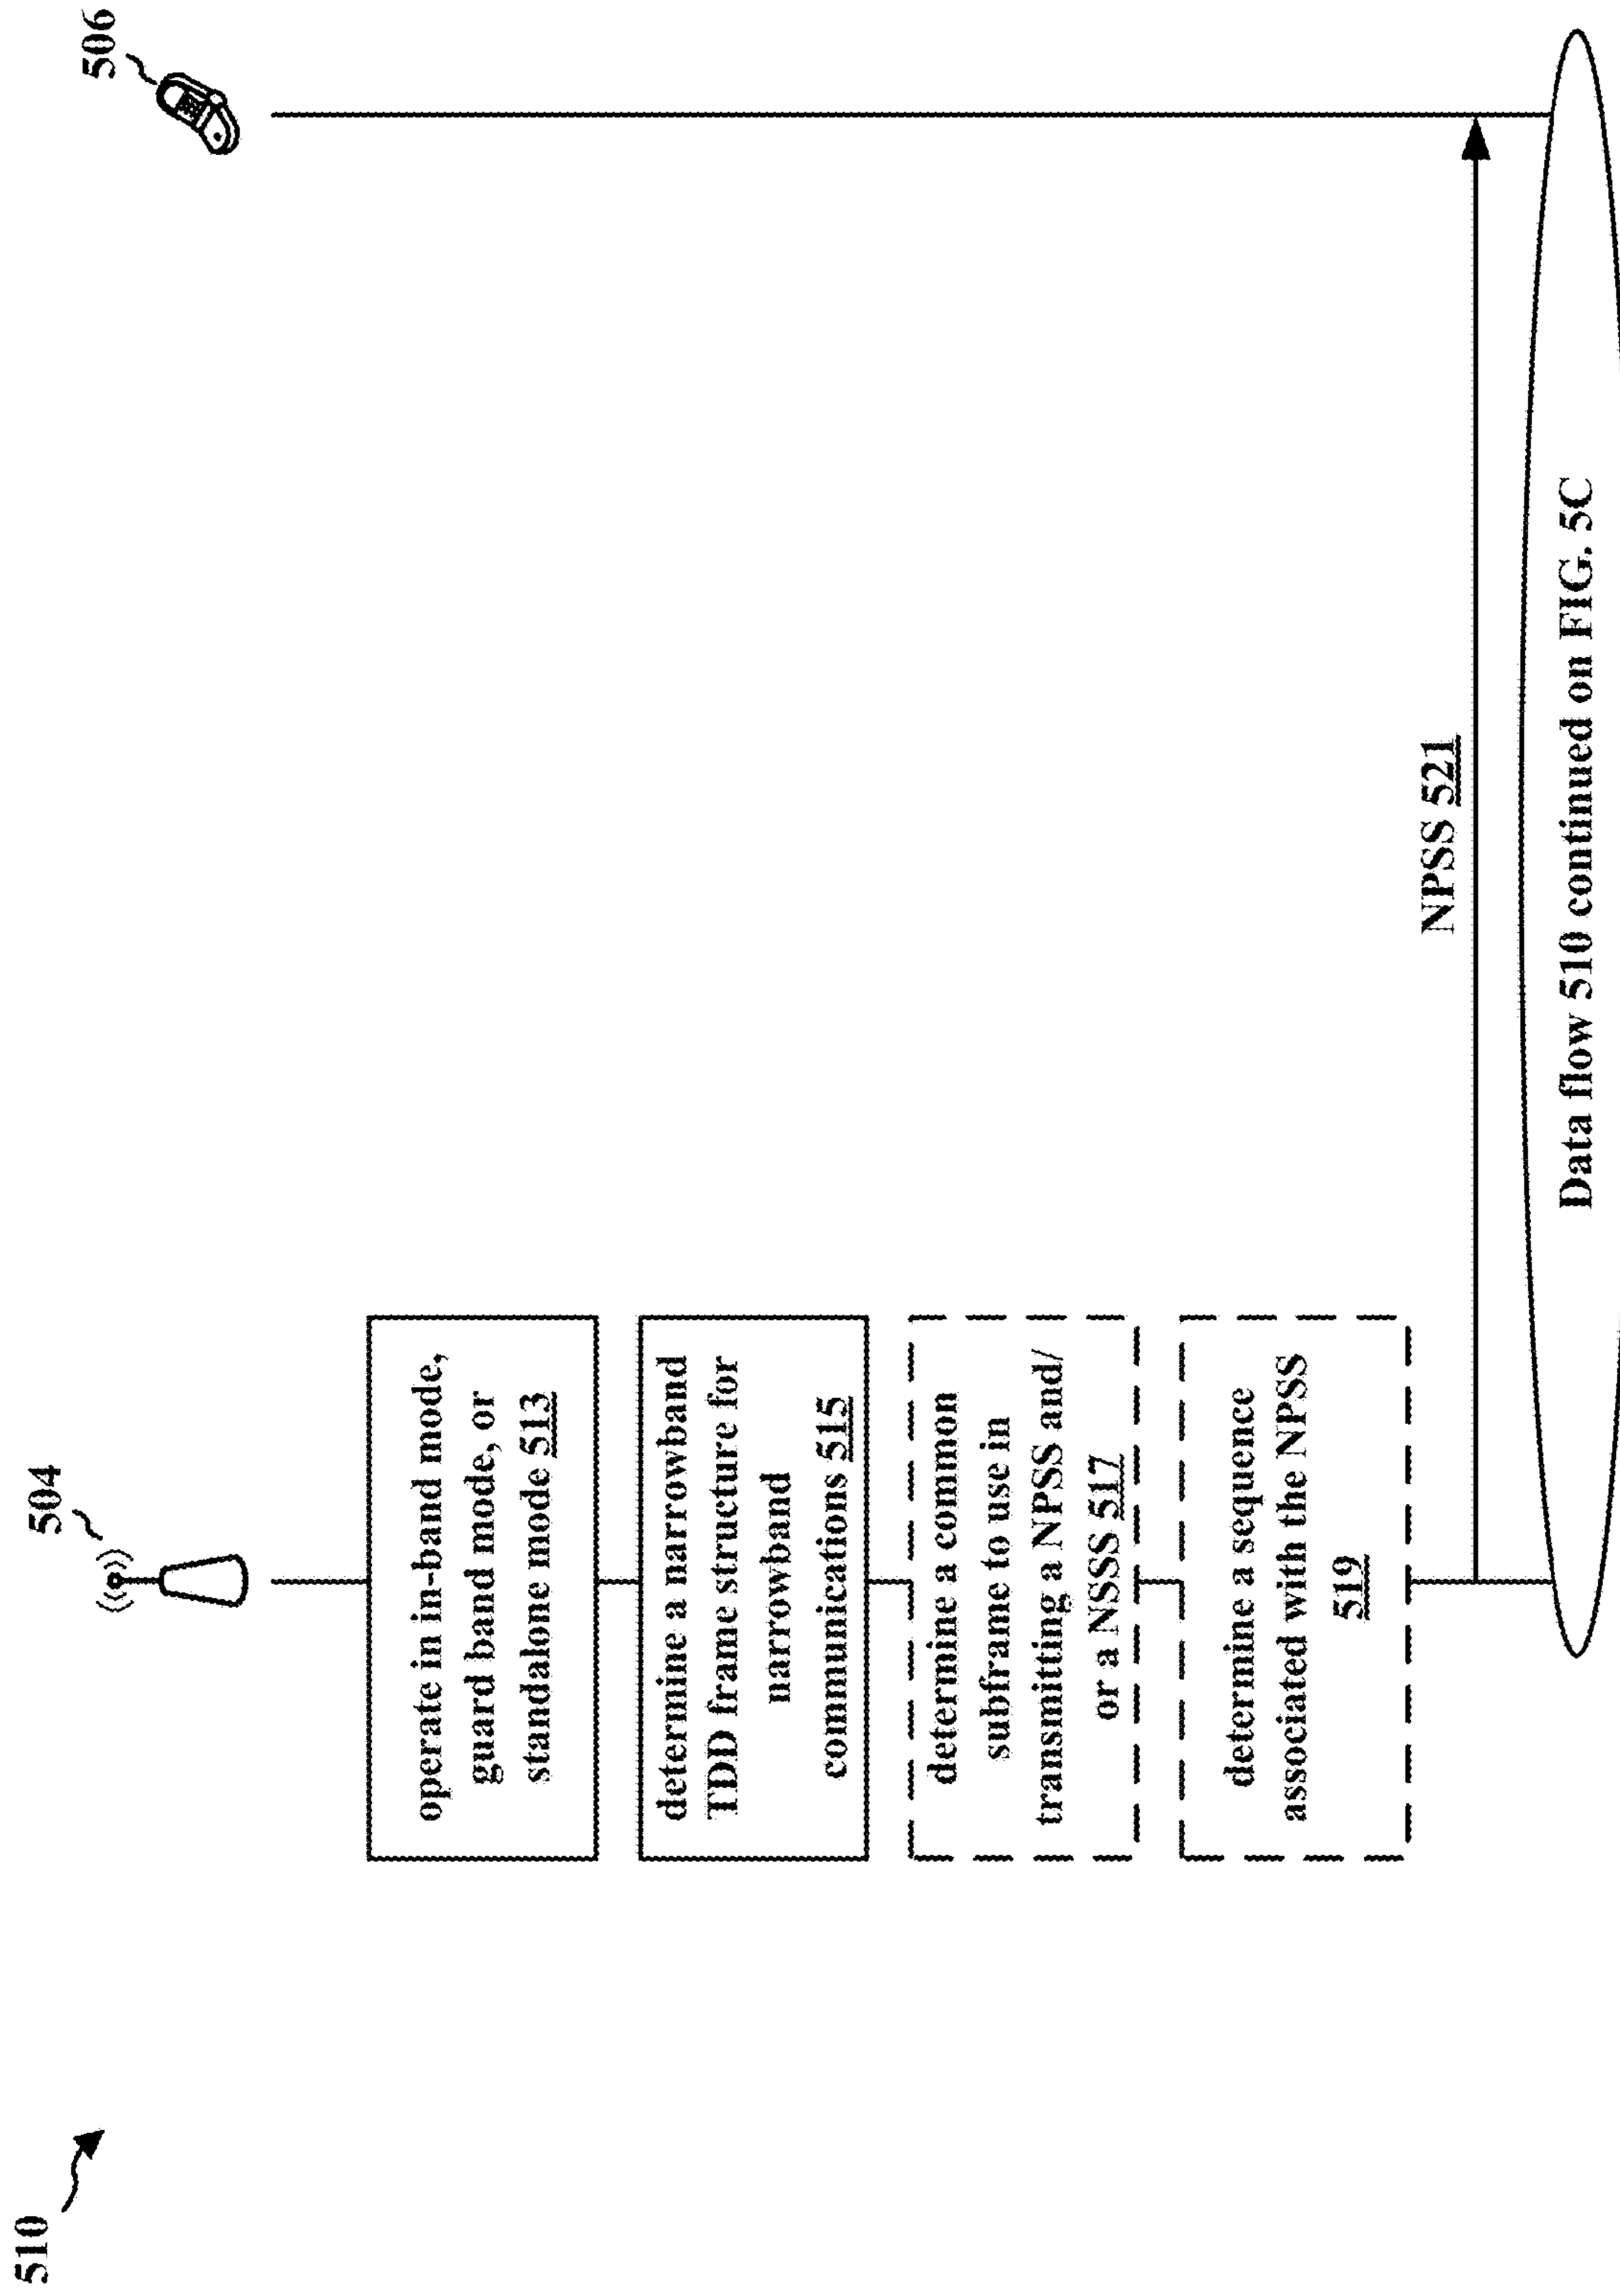 510
504
506
operate in in-band mode,
guard band mode, or
standalone mode 513
determine a narrowband
TDD frame structure for
narrowband
communications 515
determine a common
subframe to use in
transmitting a NPSS and/
or a NSSS 517
determine a sequence
associated with the NPSS
519
NPSS 521
Data flow 510 continued on FIG. 5C